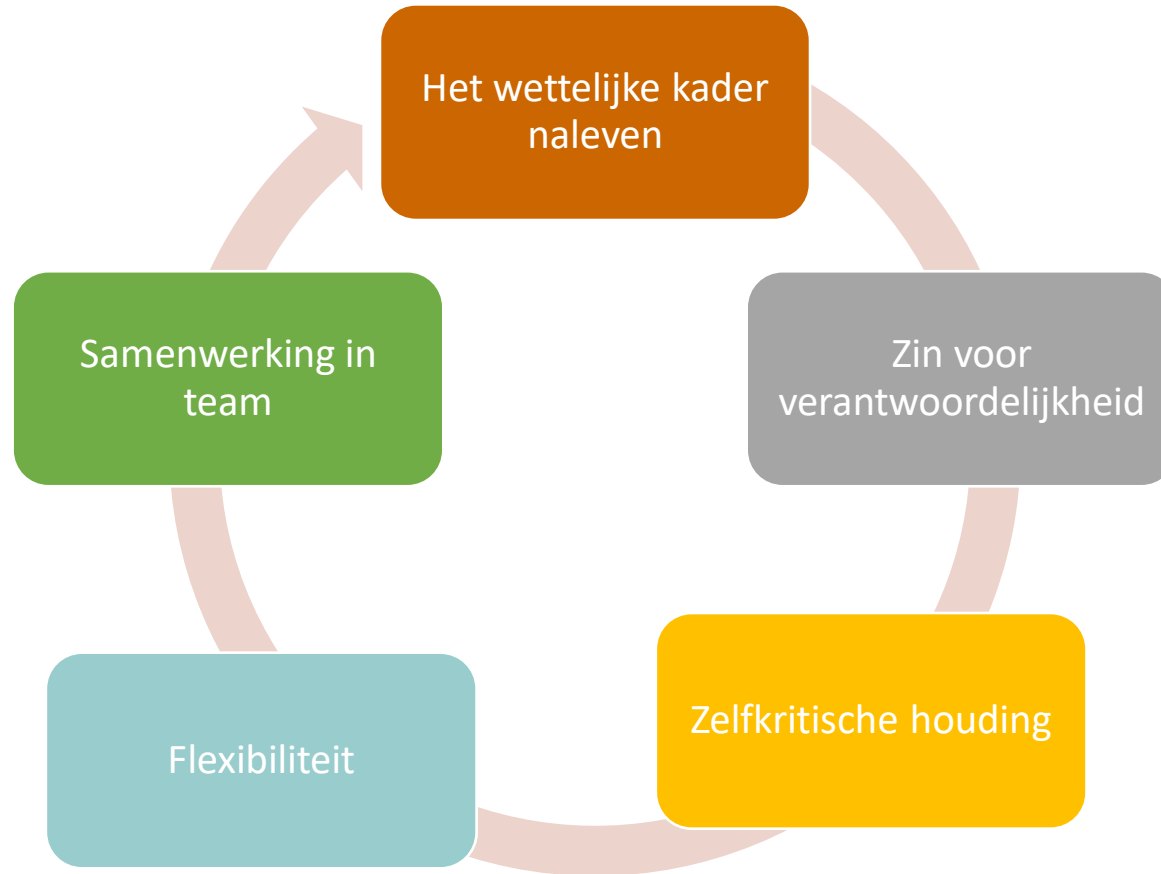 Het wettelijke kader
naleven
Zin voor
verantwoordelijkheid
Zelfkritische houding
Flexibiliteit
Samenwerking in
team